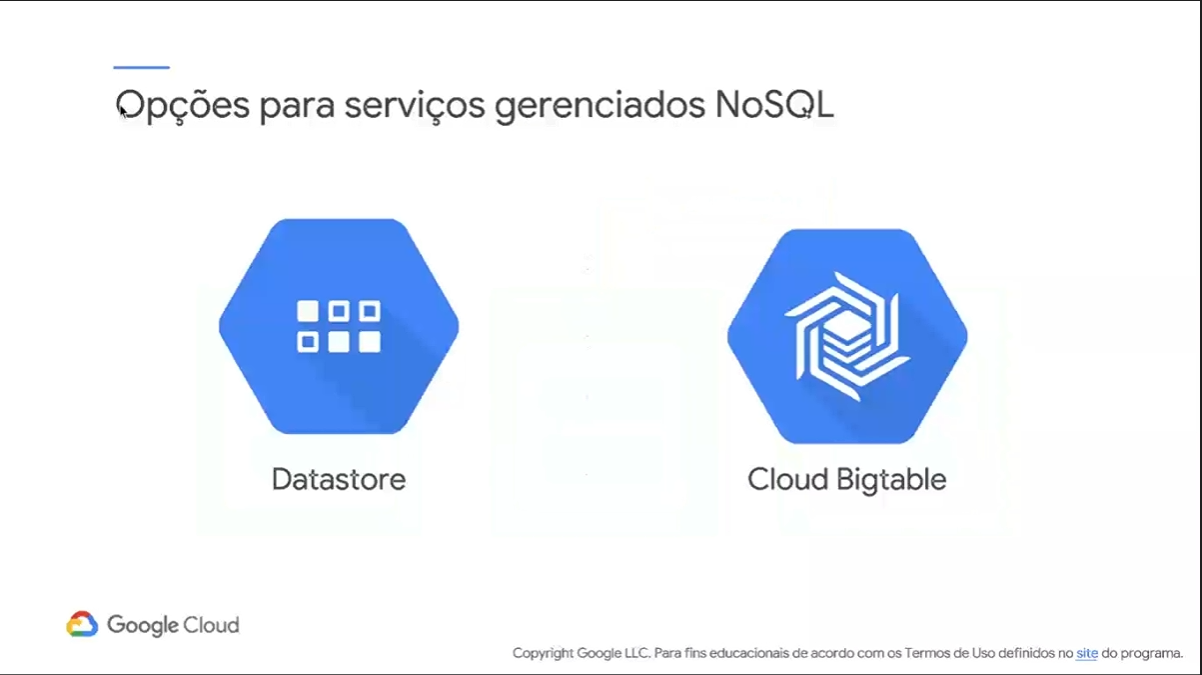 Opções para serviços gerenciados NoSQL
Datastore
Cloud Bigtable
Google Cloud
Copyright Google LLC. Para fins educacionais de acordo com os Termos de Uso definidos no site do programa.